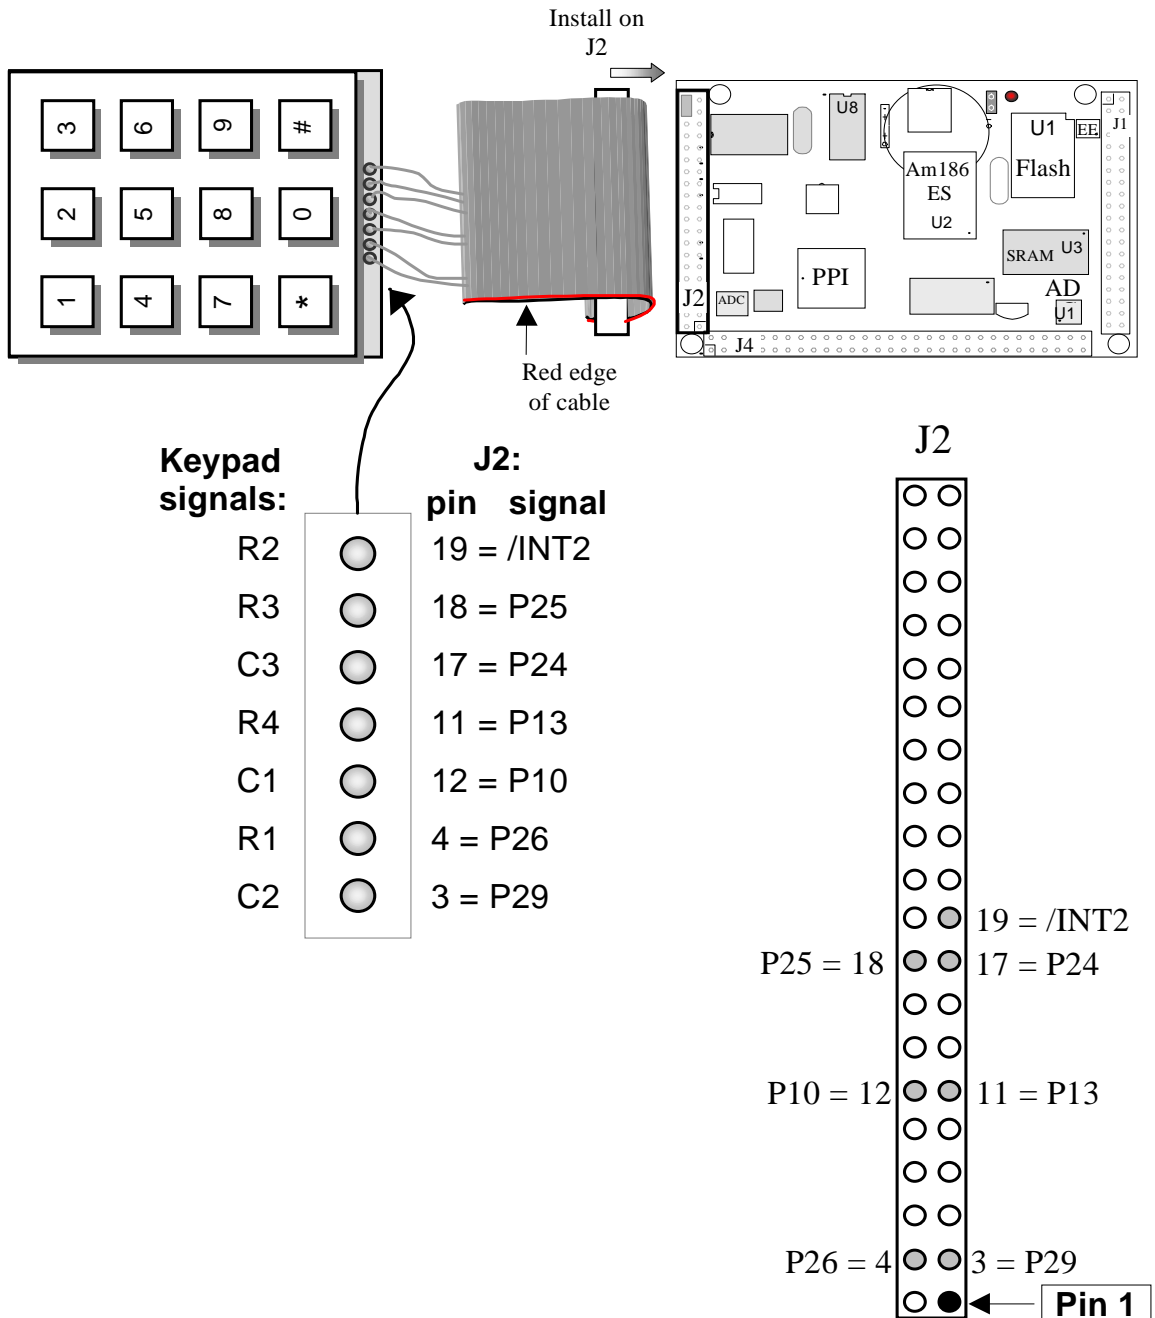 Install on
J2
3 6 9 #
2 5 8 0
1 4 7 *
U8
U1
Flash
EE
J1
Am186
ES
U2
SRAM U3
PPI
AD
U1
J2
ADC
J4
Red edge
of cable
Keypad
signals:
J2:
pin signal
R2 19 = /INT2
R3 18 = P25
C3 17 = P24
R4 11 = P13
C1 12 = P10
R1 4 = P26
C2 3 = P29
J2
19 = /INT2
P25 = 18 17 = P24
P10 = 12 11 = P13
P26 = 4 3 = P29
Pin 1